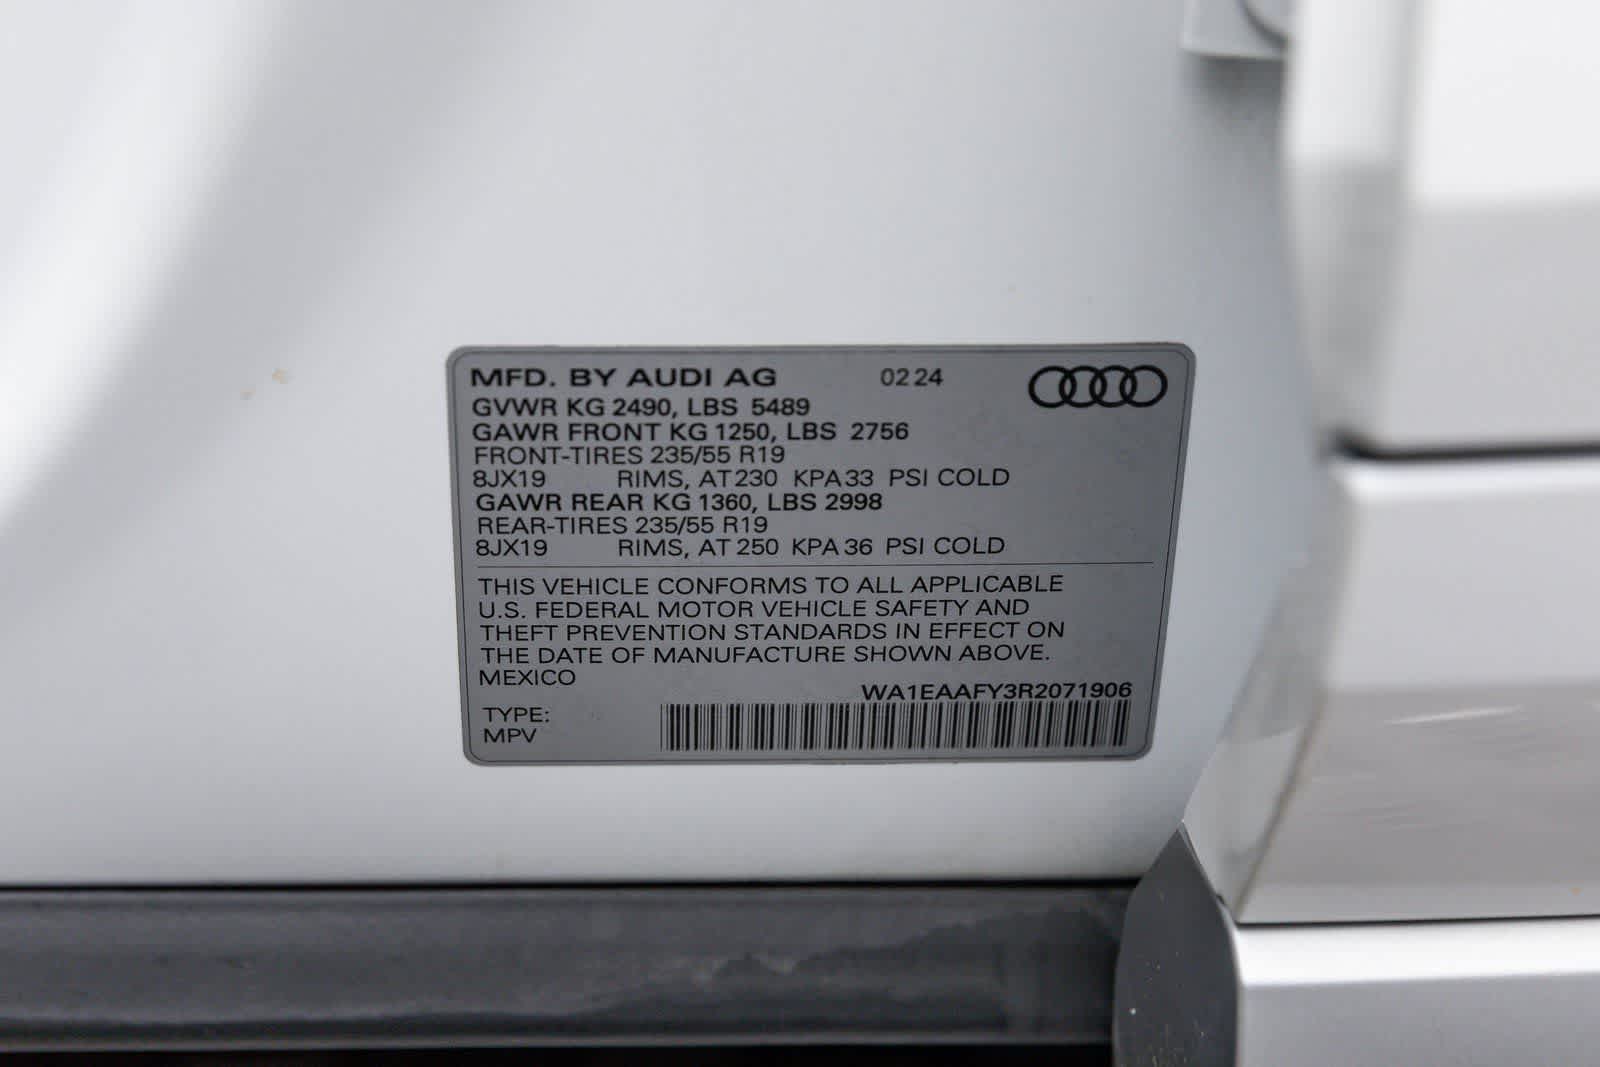 MFD. BY AUDI AG 02 24
GVWR KG 2490, LBS 5489
GAWR FRONT KG 1250, LBS 2756
FRONT-TIRES 235/55 R19
8JX19 RIMS, AT 230 KPA 33 PSI COLD
GAWR REAR KG 1360, LBS 2998
REAR-TIRES 235/55 R19
8JX19 RIMS, AT 250 KPA 36 PSI COLD
THIS VEHICLE CONFORMS TO ALL APPLICABLE
U.S. FEDERAL MOTOR VEHICLE SAFETY AND
THEFT PREVENTION STANDARDS IN EFFECT ON
THE DATE OF MANUFACTURE SHOWN ABOVE.
MEXICO
WA1EAAFY3R2071906
TYPE:
MPV